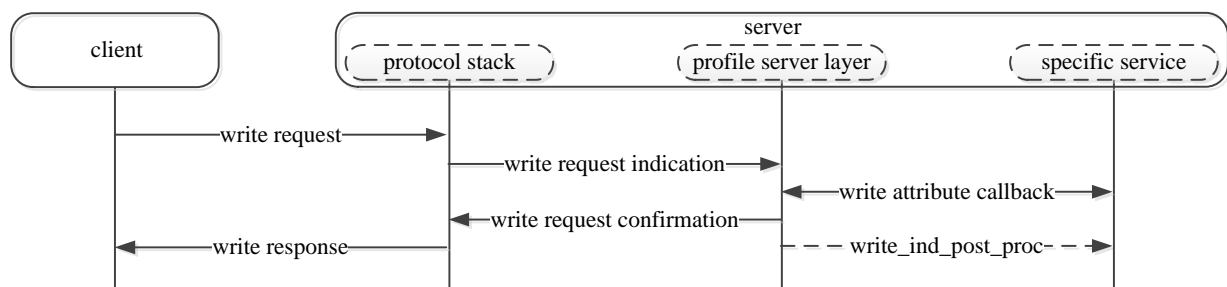 client
server
protocol stack
profile server layer
specific service
write request
write request indication
write attribute callback
write request confirmation
write response
write_ind_post_proc